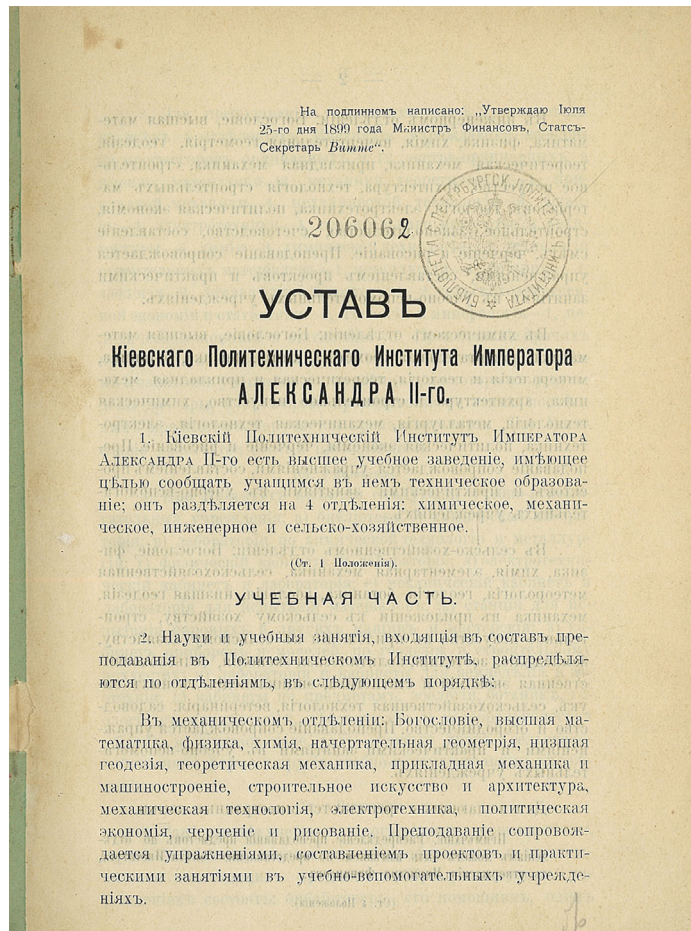 На подлинномъ написано: „Утверждаю Іюля
25-го дня 1899 года Министръ Финансовъ, Статсъ-
Секретарь Витте“.
206062
БИБЛІОТЕКА С. ПЕТЕРБУРГСК. ПОЛИТЕХН. ИНСТИТУТА
УСТАВЪ
Кіевскаго Политехническаго Института Императора
АЛЕКСАНДРА II-го.
1. Кіевскій Политехническій Институтъ Императора
Александра II-го есть высшее учебное заведеніе, имѣющее
цѣлью сообщать учащимся въ немъ техническое образова-
ніе; онъ раздѣляется на 4 отдѣленія: химическое, механи-
ческое, инженерное и сельско-хозяйственное.
(Ст. 1 Положенія).
УЧЕБНАЯ ЧАСТЬ.
2. Науки и учебныя занятія, входящія въ составъ пре-
подаванія въ Политехническомъ Институтѣ, распредѣля-
ются по отдѣленіямъ, въ слѣдующемъ порядкѣ:
Въ механическомъ отдѣленіи: Богословіе, высшая ма-
тематика, физика, химія, начертательная геометрія, низшая
геодезія, теоретическая механика, прикладная механика и
машиностроеніе, строительное искусство и архитектура,
механическая технологія, электротехника, политическая
экономія, черченіе и рисованіе. Преподаваніе сопровож-
дается упражненіями, составленіемъ проектовъ и практи-
ческими занятіями въ учебно-вспомогательныхъ учрежде-
ніяхъ.